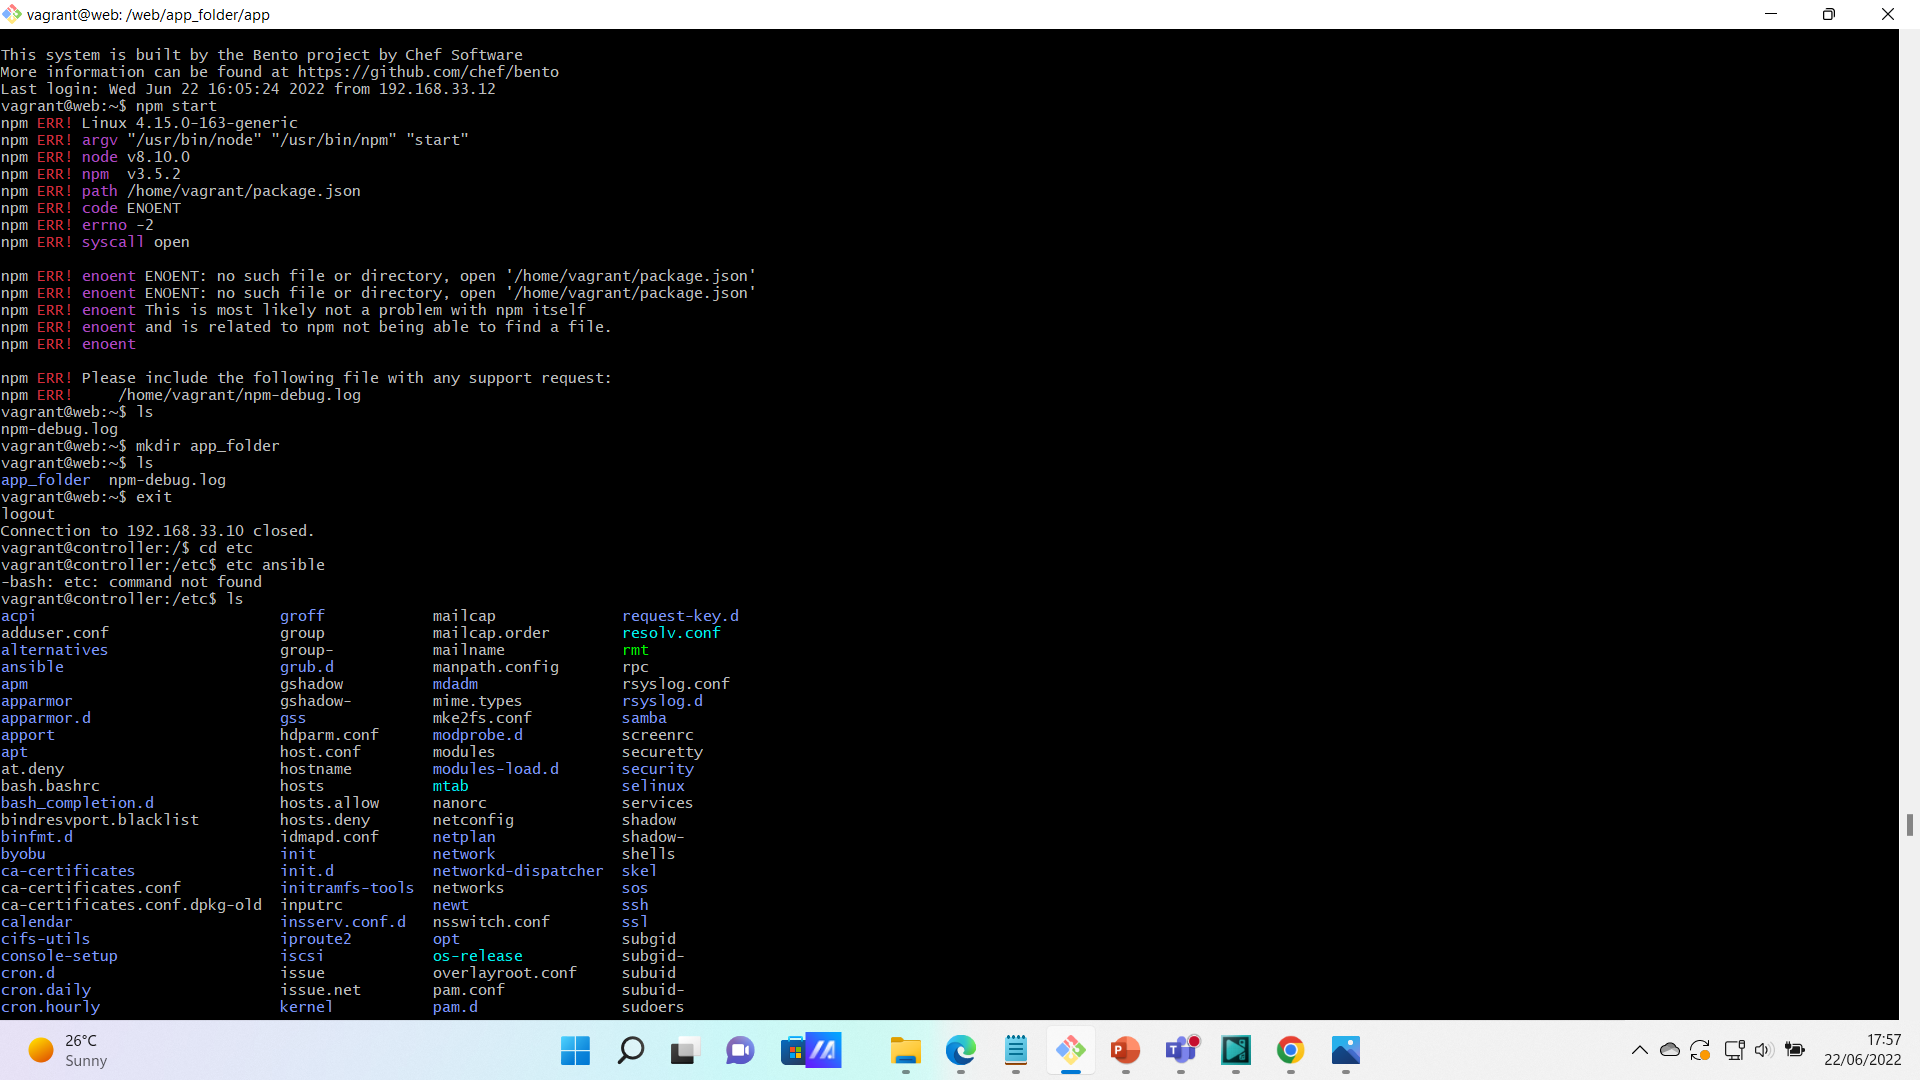 vagrant@web: /web/app_folder/app
This system is built by the Bento project by Chef Software
More information can be found at https://github.com/chef/bento
Last login: Wed Jun 22 16:05:24 2022 from 192.168.33.12
vagrant@web:~$ npm start
npm ERR! Linux 4.15.0-163-generic
npm ERR! argv "/usr/bin/node" "/usr/bin/npm" "start"
npm ERR! node v8.10.0
npm ERR! npm  v3.5.2
npm ERR! path /home/vagrant/package.json
npm ERR! code ENOENT
npm ERR! errno -2
npm ERR! syscall open
npm ERR! enoent ENOENT: no such file or directory, open '/home/vagrant/package.json'
npm ERR! enoent ENOENT: no such file or directory, open '/home/vagrant/package.json'
npm ERR! enoent This is most likely not a problem with npm itself
npm ERR! enoent and is related to npm not being able to find a file.
npm ERR! enoent
npm ERR! Please include the following file with any support request:
npm ERR!     /home/vagrant/npm-debug.log
vagrant@web:~$ ls
npm-debug.log
vagrant@web:~$ mkdir app_folder
vagrant@web:~$ ls
app_folder  npm-debug.log
vagrant@web:~$ exit
logout
Connection to 192.168.33.10 closed.
vagrant@controller:/$ cd etc
vagrant@controller:/etc$ etc ansible
-bash: etc: command not found
vagrant@controller:/etc$ ls
acpi groff mailcap request-key.d
adduser.conf group mailcap.order resolv.conf
alternatives group- mailname rmt
ansible grub.d manpath.config rpc
apm gshadow mdadm rsyslog.conf
apparmor gshadow- mime.types rsyslog.d
apparmor.d gss mke2fs.conf samba
apport hdparm.conf modprobe.d screenrc
apt host.conf modules securetty
at.deny hostname modules-load.d security
bash.bashrc hosts mtab selinux
bash_completion.d hosts.allow nanorc services
bindresvport.blacklist hosts.deny netconfig shadow
binfmt.d idmapd.conf netplan shadow-
byobu init network shells
ca-certificates init.d networkd-dispatcher skel
ca-certificates.conf initramfs-tools networks sos
ca-certificates.conf.dpkg-old inputrc newt ssh
calendar insserv.conf.d nsswitch.conf ssl
cifs-utils iproute2 opt subgid
console-setup iscsi os-release subgid-
cron.d issue overlayroot.conf subuid
cron.daily issue.net pam.conf subuid-
cron.hourly kernel pam.d sudoers
26°C
Sunny
17:57
22/06/2022